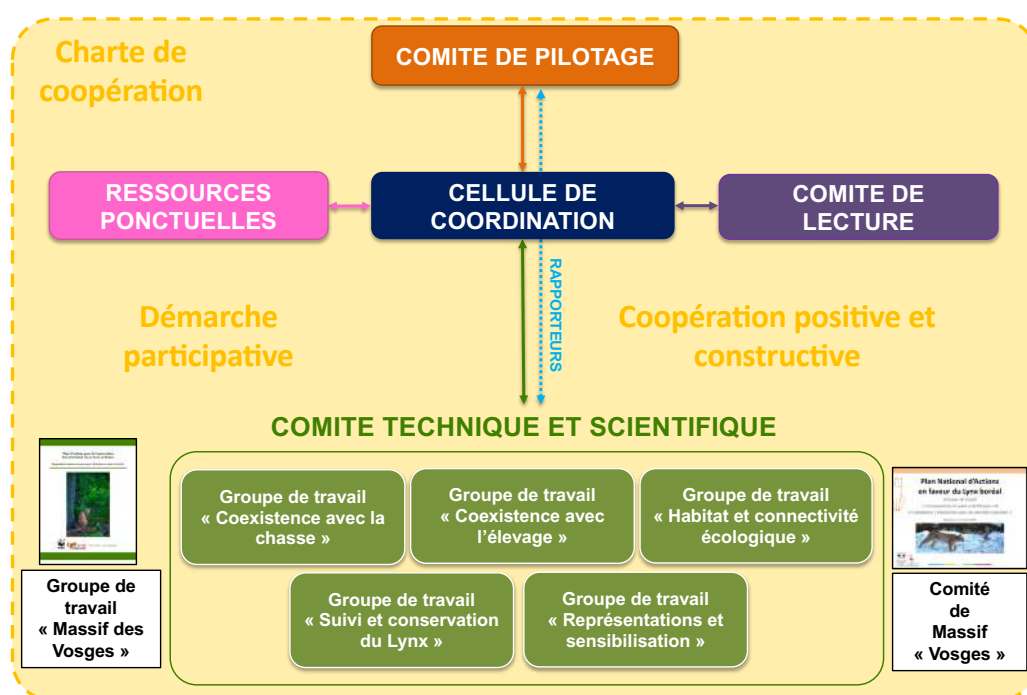 Charte de
coopération
COMITE DE PILOTAGE
RESSOURCES
PONCTUELLES
CELLULE DE
COORDINATION
COMITE DE
LECTURE
RAPPORTEURS
Démarche
participative
Coopération positive et
constructive
COMITE TECHNIQUE ET SCIENTIFIQUE
Groupe de travail
« Coexistence avec la
chasse »
Groupe de travail
« Coexistence avec
l’élevage »
Groupe de travail
« Habitat et connectivité
écologique »
Groupe de travail
« Suivi et conservation
du Lynx »
Groupe de travail
« Représentations et
sensibilisation »
Groupe de
travail
« Massif des
Vosges »
Plan National d'Actions
en faveur du Lynx boréal
Comité
de
Massif
« Vosges »